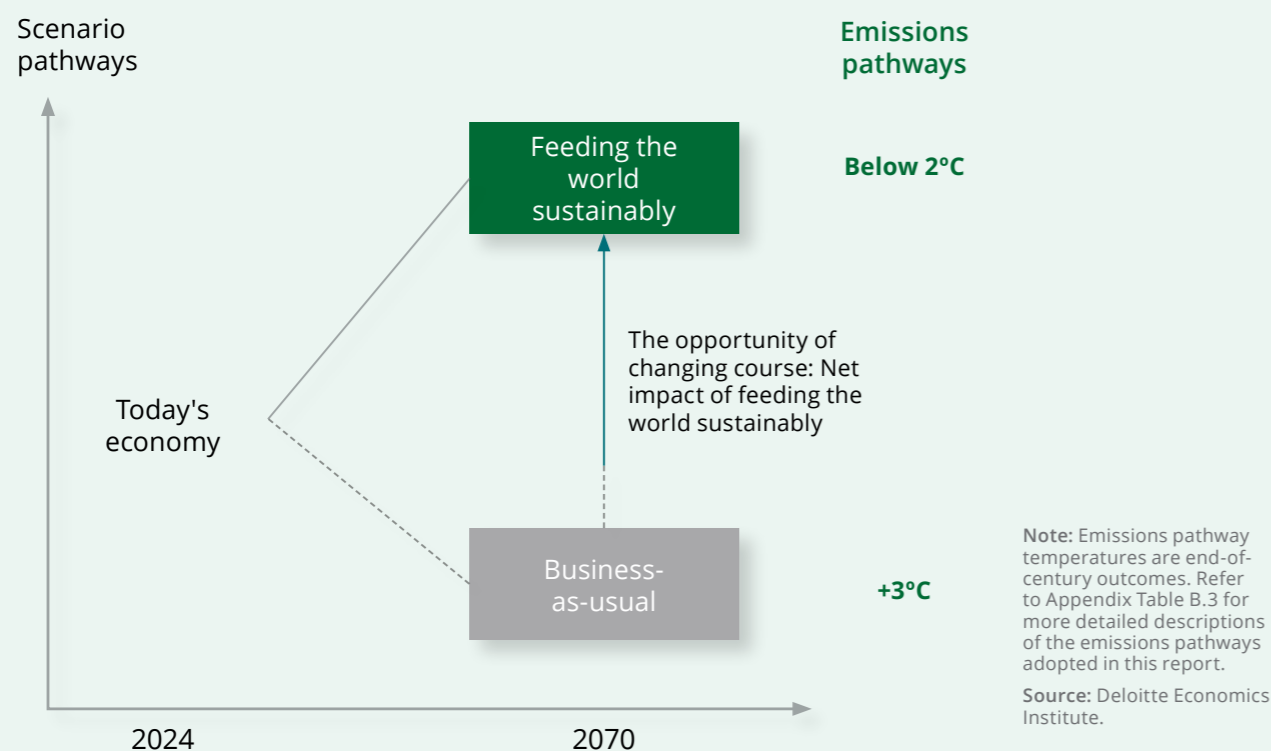 Scenario
pathways
Emissions
pathways
Feeding the
world
sustainably
Below 2°C
The opportunity of
changing course: Net
impact of feeding the
world sustainably
Today's
economy
Business-
as-usual
+3°C
Note: Emissions pathway
temperatures are end-of-
century outcomes. Refer
to Appendix Table B.3 for
more detailed descriptions
of the emissions pathways
adopted in this report.
Source: Deloitte Economics
Institute.
2024
2070